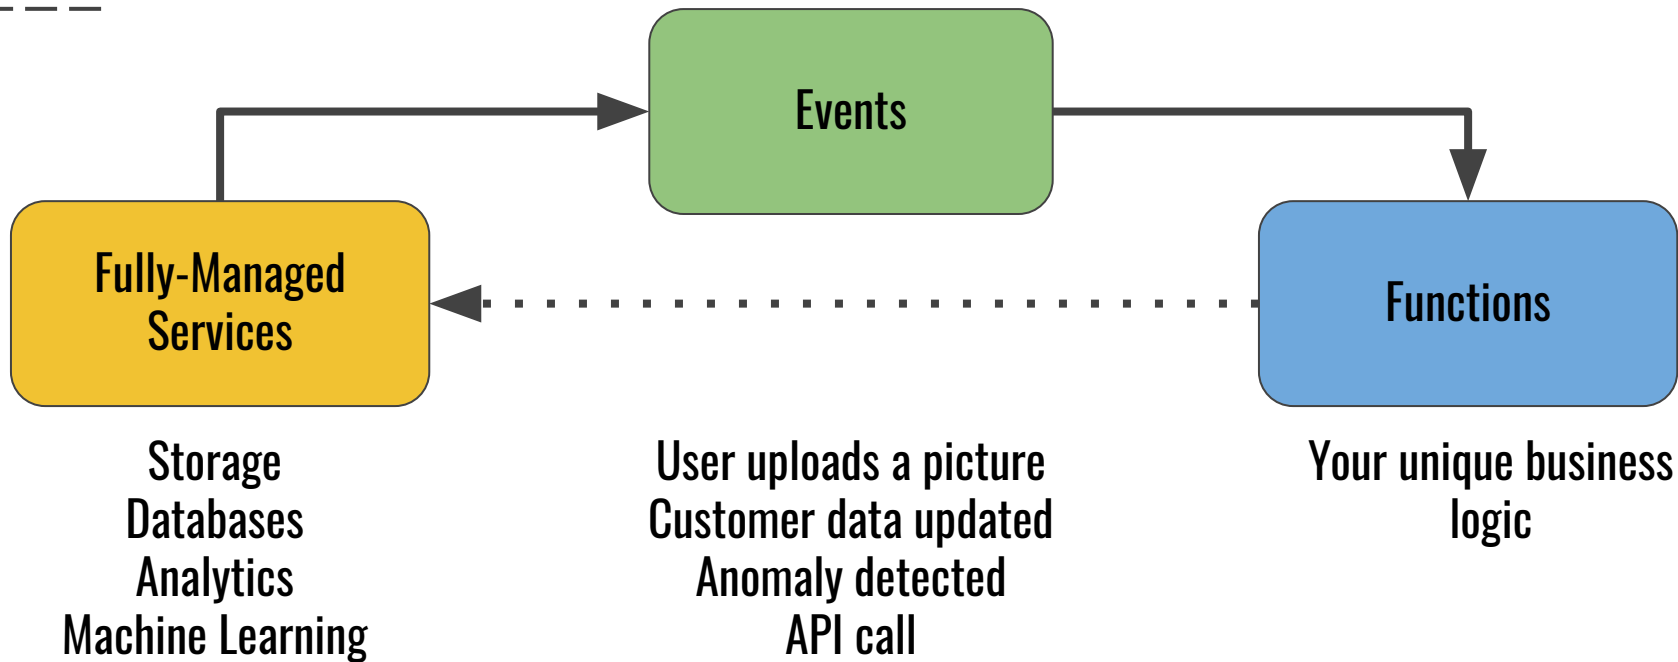 Events
Fully-Managed
Services
Functions
Storage
Databases
Analytics
Machine Learning
User uploads a picture
Customer data updated
Anomaly detected
API call
Your unique business
logic